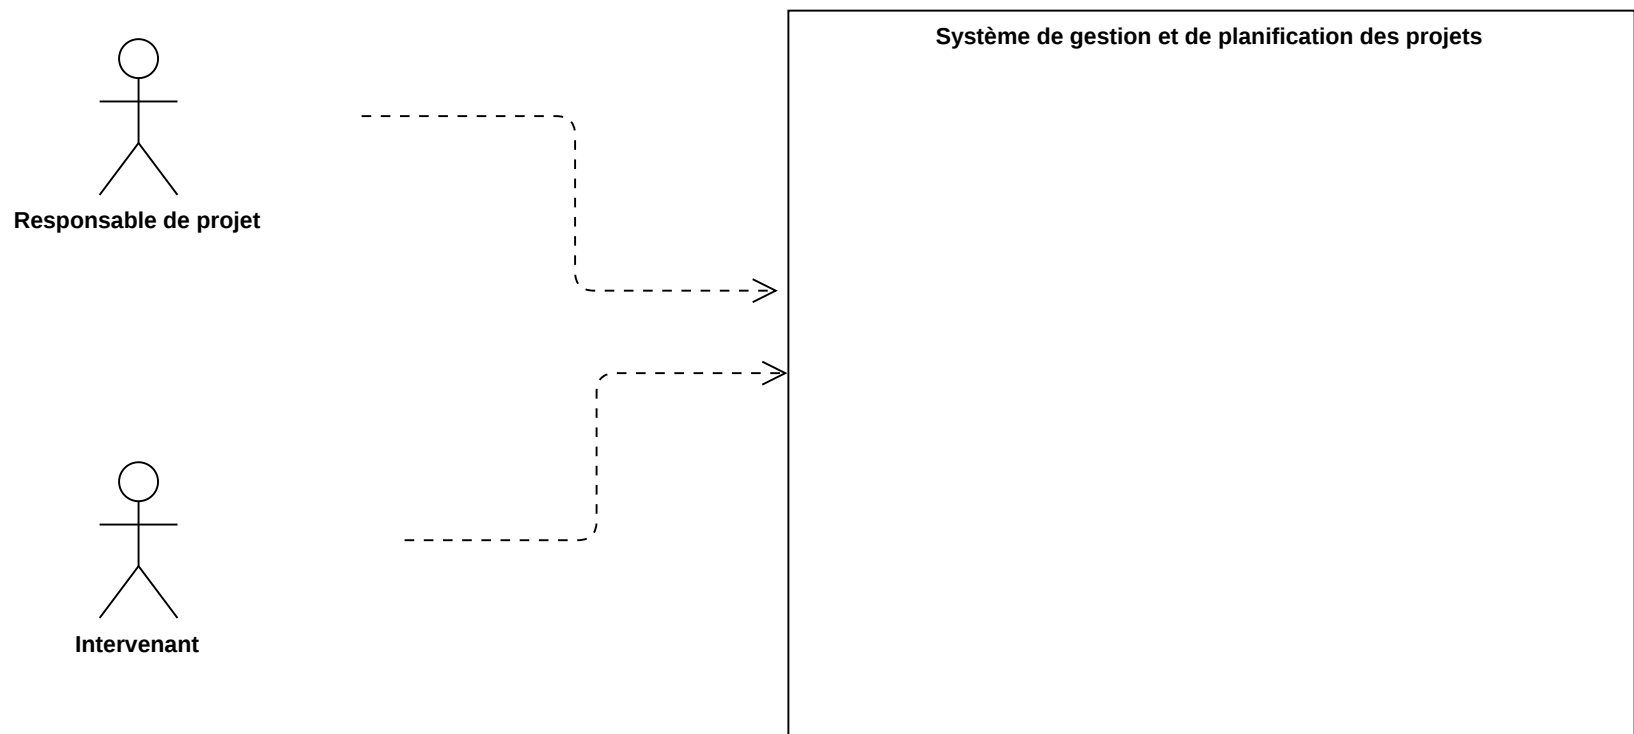 Système de gestion et de planification des projets
Responsable de projet
Intervenant